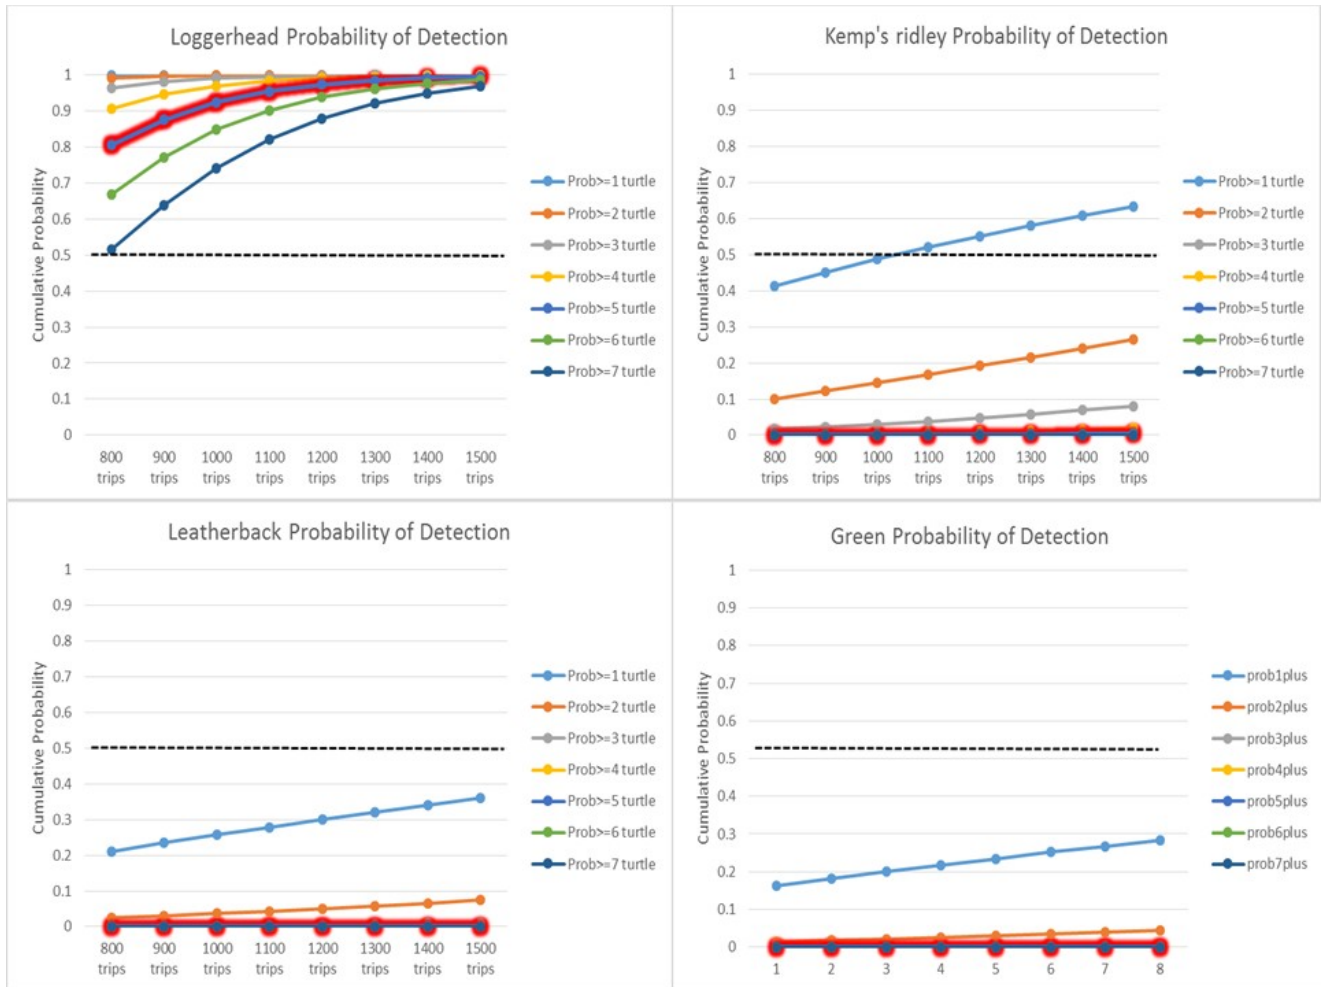 Loggerhead Probability of Detection
Cumulative Probability
1
0.9
0.8
0.7
0.6
0.5
0.4
0.3
0.2
0.1
0
800 trips
900 trips
1000 trips
1100 trips
1200 trips
1300 trips
1400 trips
1500 trips
Prob>=1 turtle
Prob>=2 turtle
Prob>=3 turtle
Prob>=4 turtle
Prob>=5 turtle
Prob>=6 turtle
Prob>=7 turtle
Kemp's ridley Probability of Detection
Cumulative Probability
1
0.9
0.8
0.7
0.6
0.5
0.4
0.3
0.2
0.1
0
800 trips
900 trips
1000 trips
1100 trips
1200 trips
1300 trips
1400 trips
1500 trips
Prob>=1 turtle
Prob>=2 turtle
Prob>=3 turtle
Prob>=4 turtle
Prob>=5 turtle
Prob>=6 turtle
Prob>=7 turtle
Leatherback Probability of Detection
Cumulative Probability
1
0.9
0.8
0.7
0.6
0.5
0.4
0.3
0.2
0.1
0
800 trips
900 trips
1000 trips
1100 trips
1200 trips
1300 trips
1400 trips
1500 trips
Prob>=1 turtle
Prob>=2 turtle
Prob>=3 turtle
Prob>=4 turtle
Prob>=5 turtle
Prob>=6 turtle
Prob>=7 turtle
Green Probability of Detection
Cumulative Probability
1
0.9
0.8
0.7
0.6
0.5
0.4
0.3
0.2
0.1
0
1 2 3 4 5 6 7 8
prob1plus
prob2plus
prob3plus
prob4plus
prob5plus
prob6plus
prob7plus